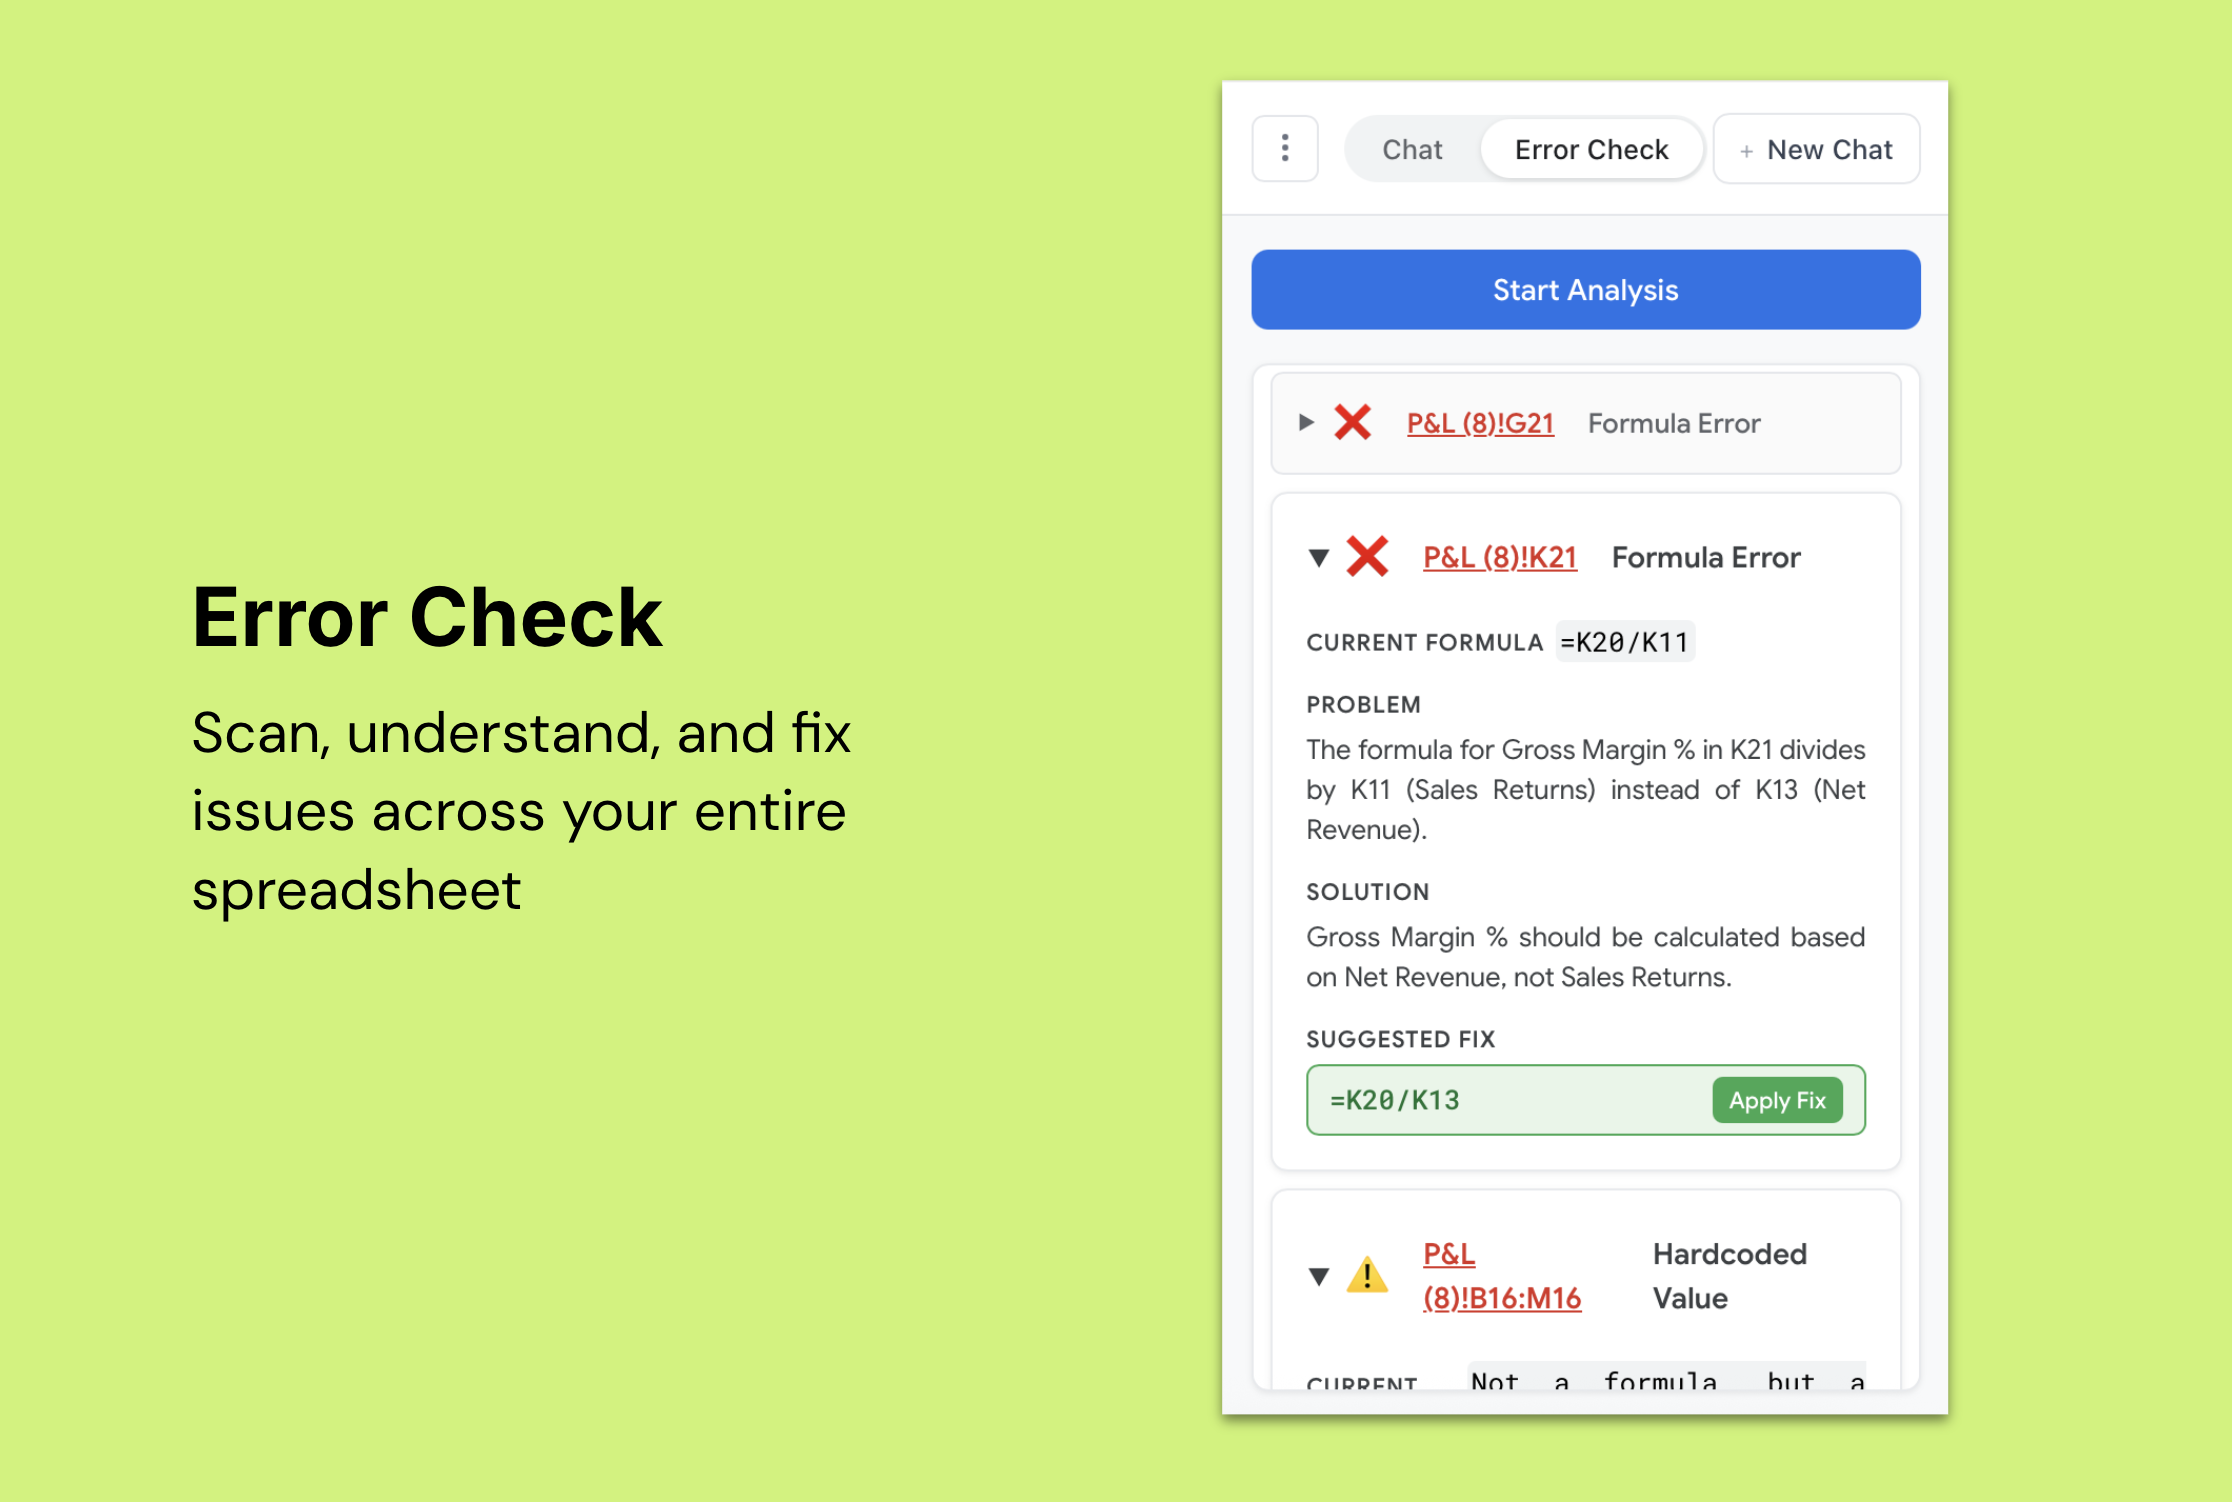 Error Check
Scan, understand, and fix
issues across your entire
spreadsheet
Chat
Error Check
+ New Chat
Start Analysis
P&L (8)!G21 Formula Error
P&L (8)!K21 Formula Error
CURRENT FORMULA =K20/K11
PROBLEM
The formula for Gross Margin % in K21 divides
by K11 (Sales Returns) instead of K13 (Net
Revenue).
SOLUTION
Gross Margin % should be calculated based
on Net Revenue, not Sales Returns.
SUGGESTED FIX
=K20/K13 Apply Fix
P&L Hardcoded
(8)!B16:M16 Value
CURRENT Not a formula but a